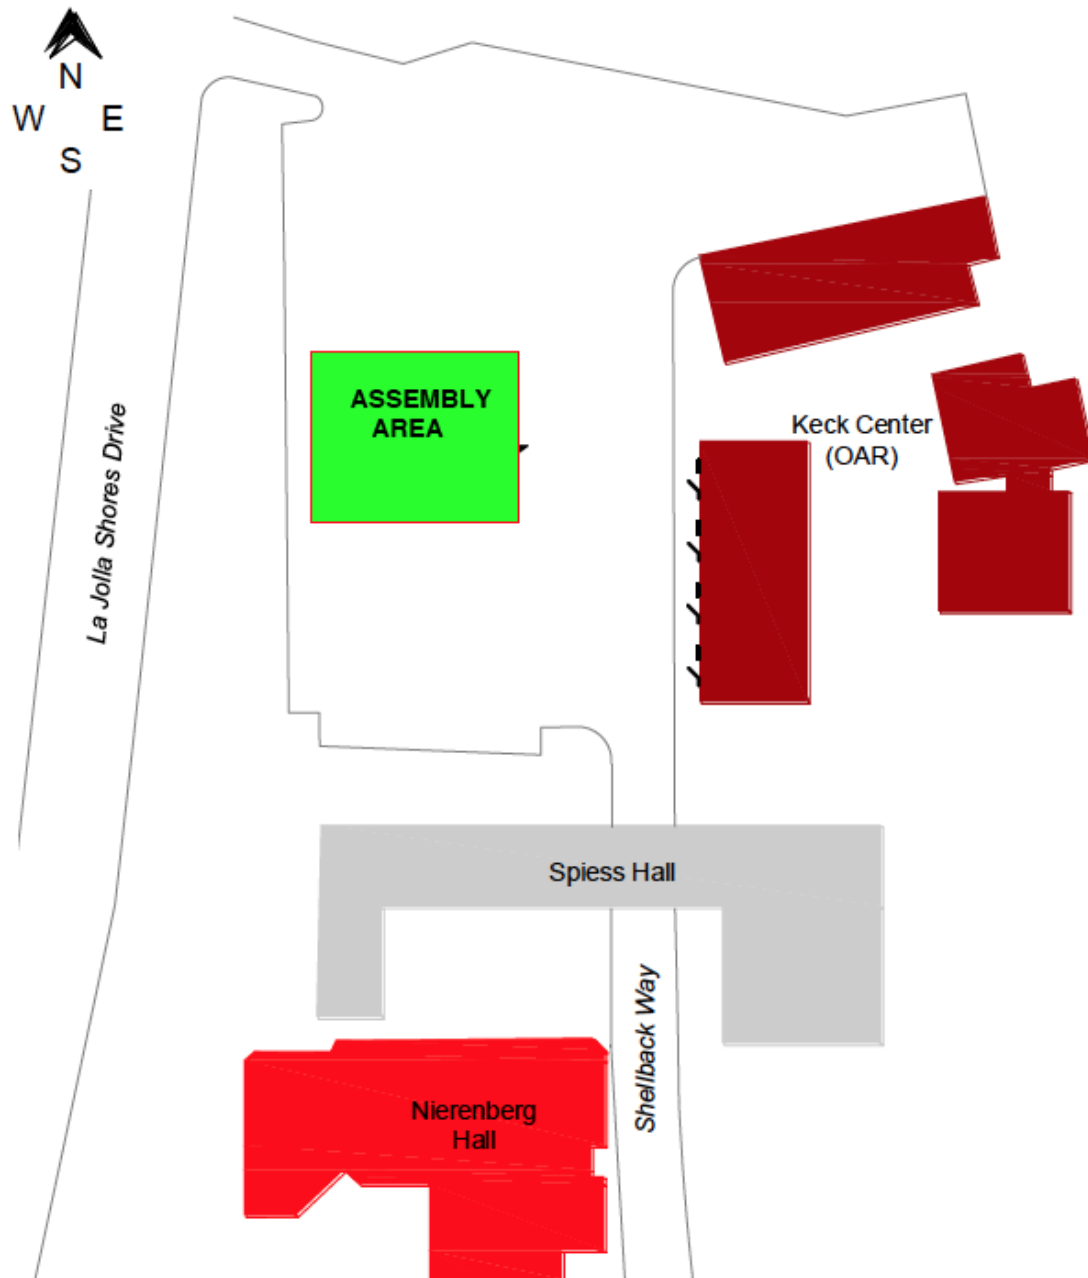 N
W E
S
ASSEMBLY
AREA
Keck Center
(OAR)
La Jolla Shores Drive
Spiess Hall
Shellback Way
Nierenberg
Hall